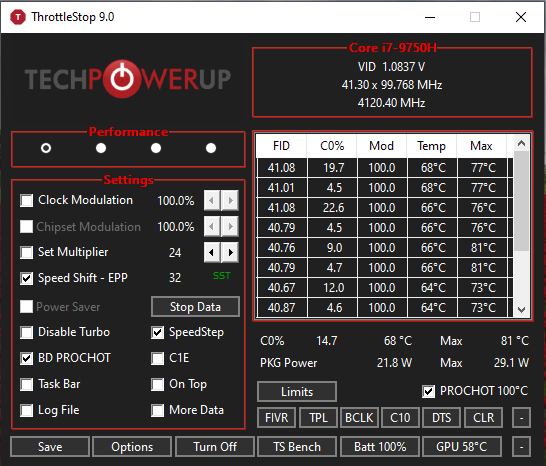 ThrottleStop 9.0
TECHPOWERUP
Core i7-9750H
VID 1.0837 V
41.30 x 99.768 MHz
4120.40 MHz
Performance
FID C0% Mod Temp Max
41.08 19.7 100.0 68°C 77°C
41.01 4.5 100.0 68°C 77°C
41.08 22.6 100.0 66°C 76°C
40.79 4.5 100.0 66°C 76°C
40.76 9.0 100.0 66°C 81°C
40.79 4.7 100.0 66°C 81°C
40.67 12.0 100.0 64°C 73°C
40.87 4.6 100.0 64°C 73°C
Settings
Clock Modulation 100.0%
Chipset Modulation 100.0%
Set Multiplier 24
Speed Shift - EPP 32 SST
Power Saver Stop Data
Disable Turbo SpeedStep
BD PROCHOT C1E
Task Bar On Top
Log File More Data
C0% 14.7 68 °C Max 81 °C
PKG Power 21.8 W Max 29.1 W
Limits PROCHOT 100°C
FIVR TPL BCLK C10 DTS CLR -
Save Options Turn Off TS Bench Batt 100% GPU 58°C -